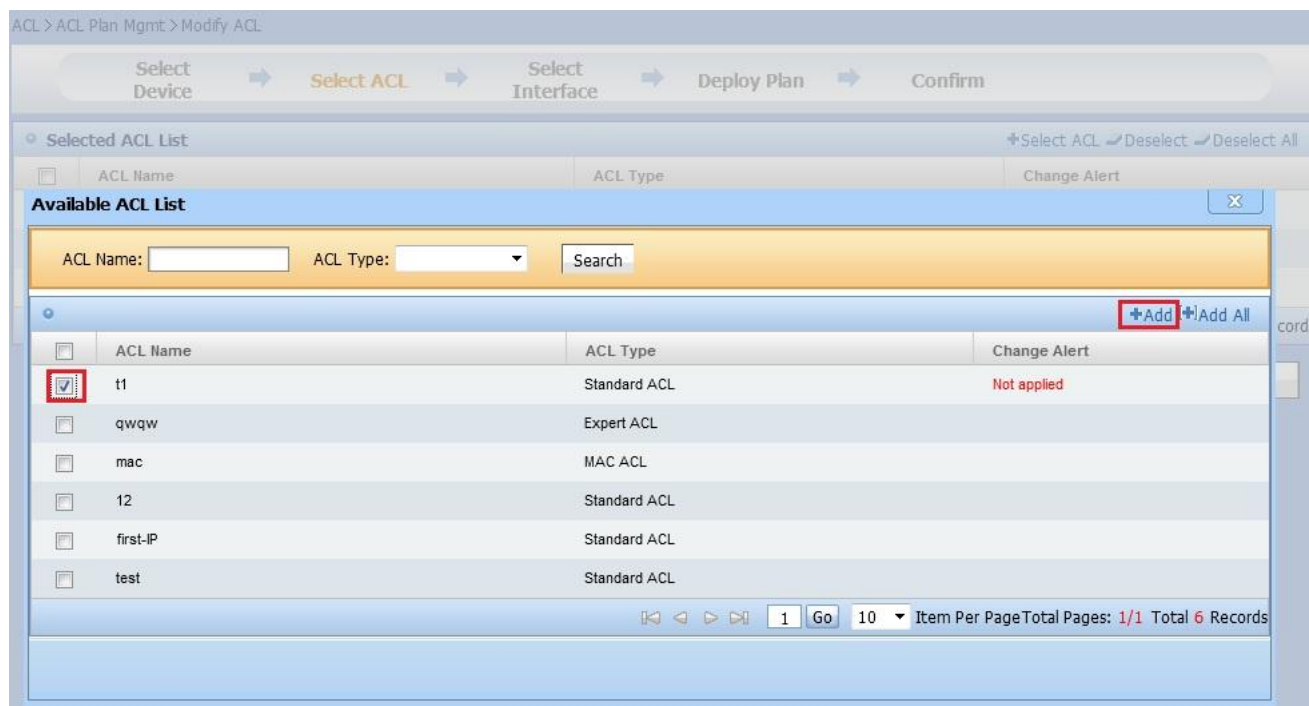 ACL > ACL Plan Mgmt > Modify ACL
Select Device Select ACL Select Interface Deploy Plan Confirm
Selected ACL List +Select ACL Deselect Deselect All
ACL Name ACL Type Change Alert
Available ACL List
ACL Name: ACL Type: Search
+Add [+]Add All
cord
ACL Name ACL Type Change Alert
t1 Standard ACL Not applied
qwqw Expert ACL
mac MAC ACL
12 Standard ACL
first-IP Standard ACL
test Standard ACL
1 Go 10 Item Per PageTotal Pages: 1/1 Total 6 Records